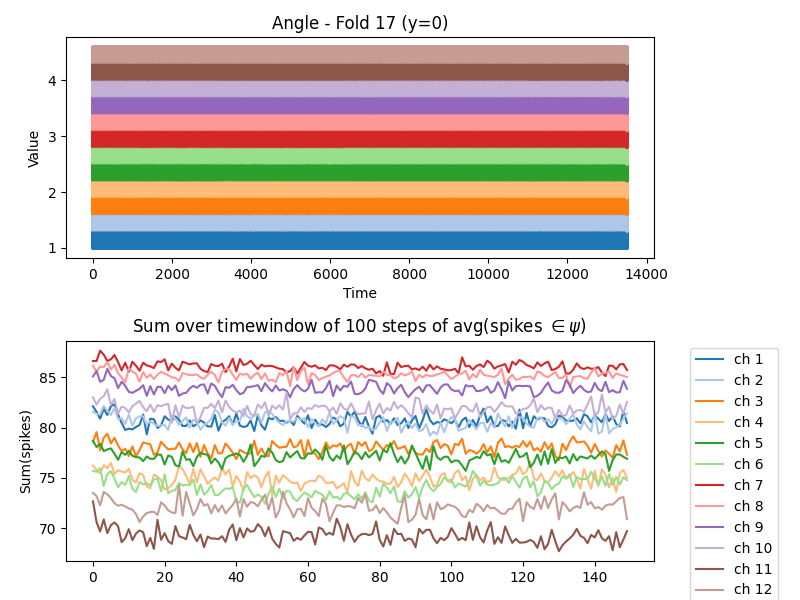 Angle - Fold 17 (y=0)
Value
4
3
2
1
0 2000 4000 6000 8000 10000 12000 14000
Time
Sum over timewindow of 100 steps of avg(spikes ∈ ψ)
Sum(spikes)
85
80
75
70
0 20 40 60 80 100 120 140
ch 1
ch 2
ch 3
ch 4
ch 5
ch 6
ch 7
ch 8
ch 9
ch 10
ch 11
ch 12